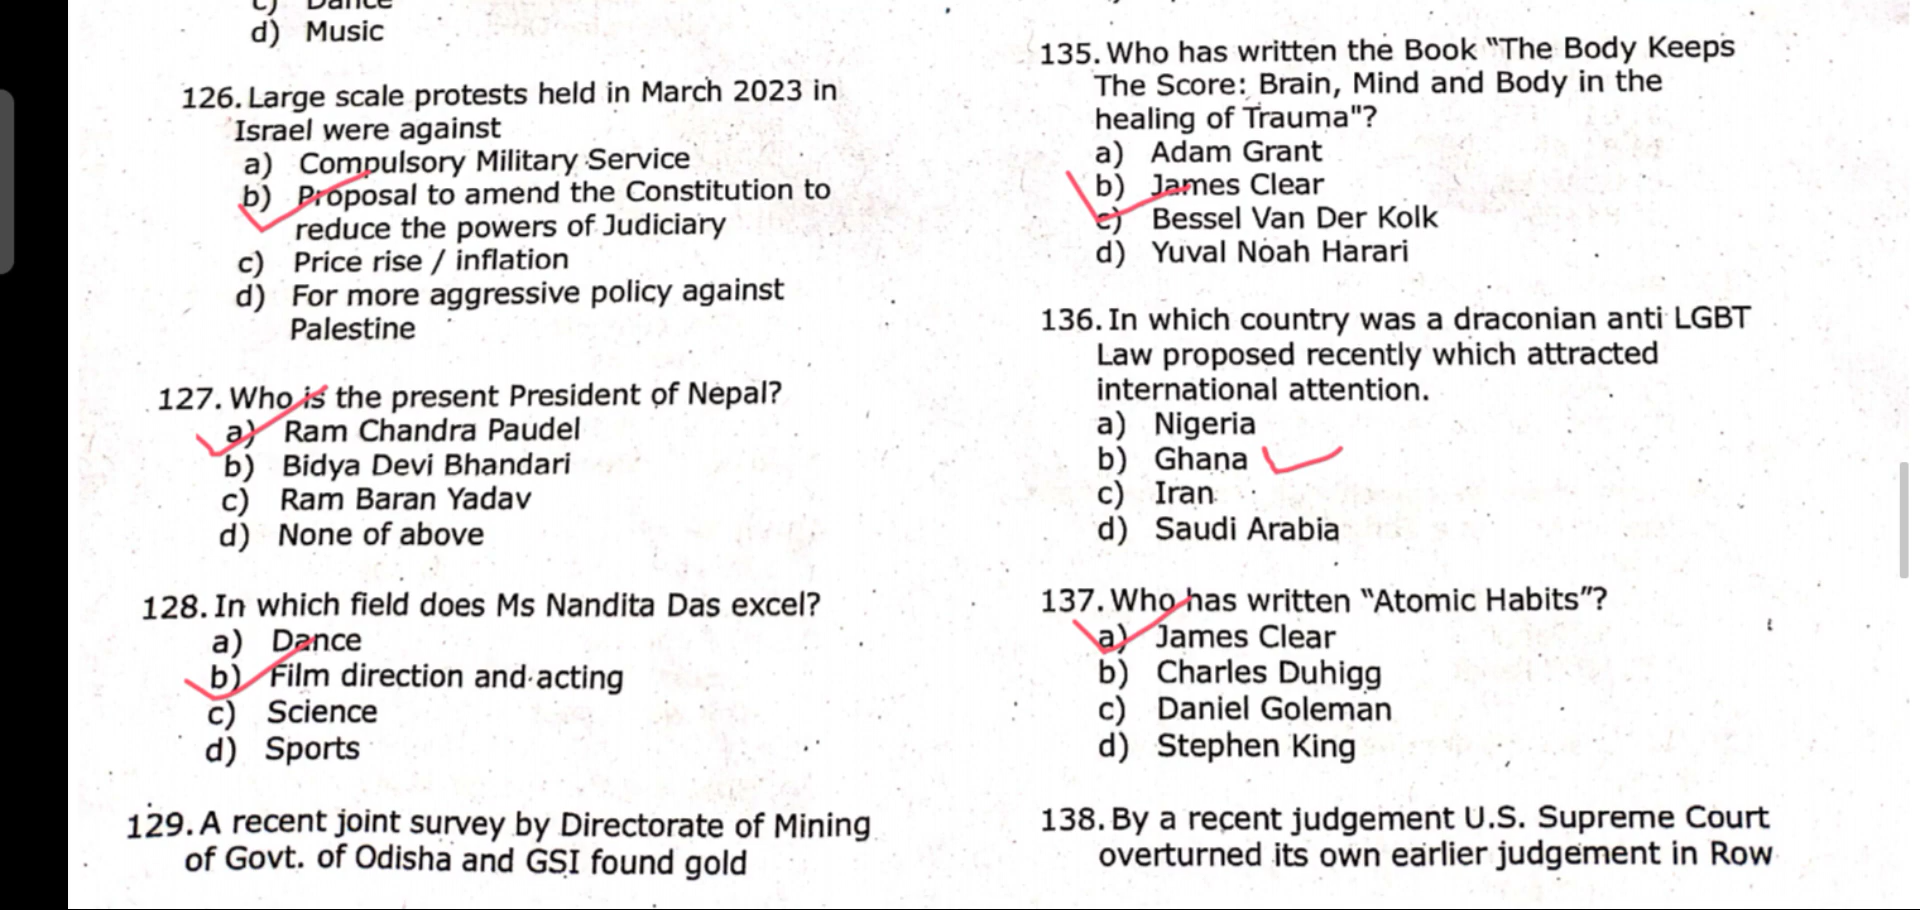 c) Dance
d) Music
126. Large scale protests held in March 2023 in
Israel were against
a) Compulsory Military Service
b) Proposal to amend the Constitution to
reduce the powers of Judiciary
c) Price rise / inflation
d) For more aggressive policy against
Palestine
127. Who is the present President of Nepal?
a) Ram Chandra Paudel
b) Bidya Devi Bhandari
c) Ram Baran Yadav
d) None of above
128. In which field does Ms Nandita Das excel?
a) Dance
b) Film direction and acting
c) Science
d) Sports
129. A recent joint survey by Directorate of Mining
of Govt. of Odisha and GSI found gold
135. Who has written the Book "The Body Keeps
The Score: Brain, Mind and Body in the
healing of Trauma"?
a) Adam Grant
b) James Clear
c) Bessel Van Der Kolk
d) Yuval Noah Harari
136. In which country was a draconian anti LGBT
Law proposed recently which attracted
international attention.
a) Nigeria
b) Ghana
c) Iran
d) Saudi Arabia
137. Who has written "Atomic Habits"?
a) James Clear
b) Charles Duhigg
c) Daniel Goleman
d) Stephen King
138. By a recent judgement U.S. Supreme Court
overturned its own earlier judgement in Row